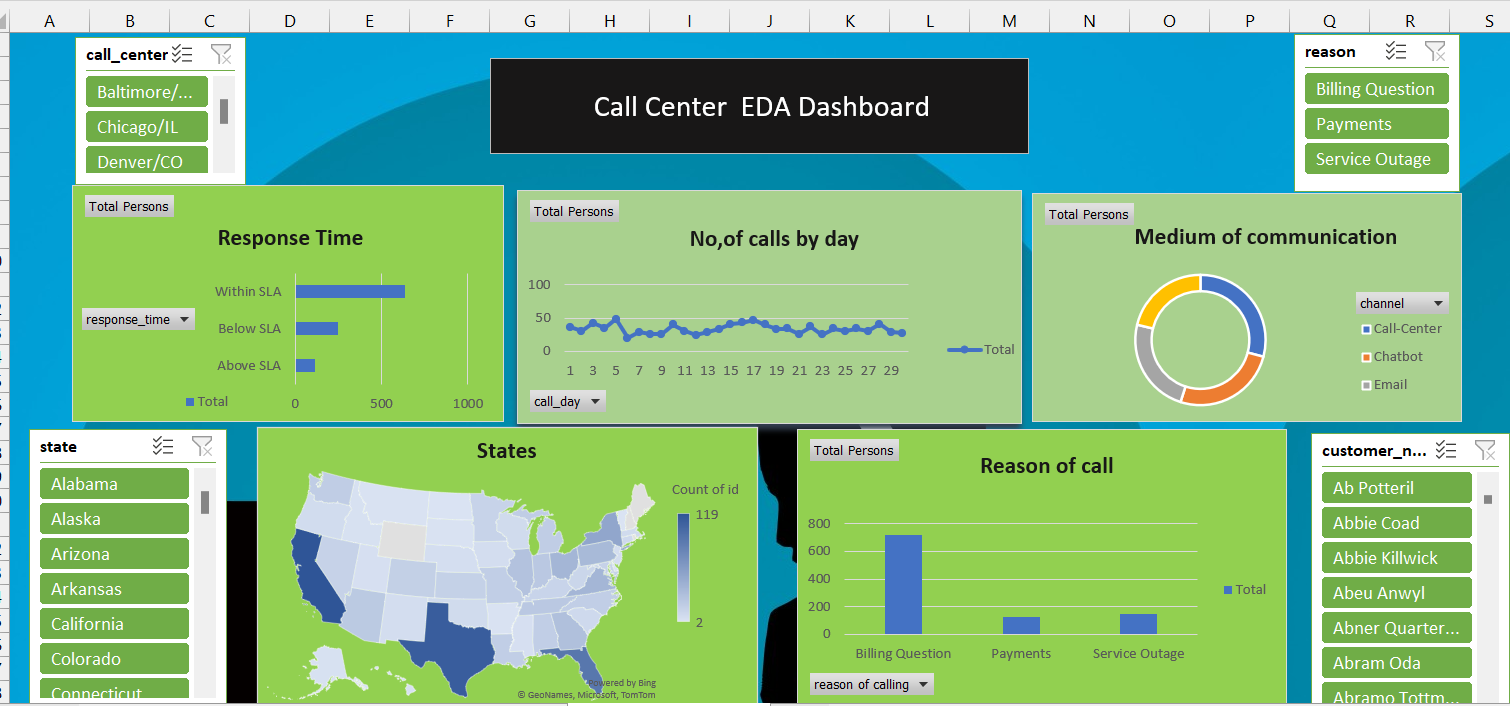 A B C D E F G H I J K L M N O P Q R S
call_center
Baltimore/...
Chicago/IL
Denver/CO
Call Center  EDA Dashboard
reason
Billing Question
Payments
Service Outage
Total Persons
Response Time
Within SLA
Below SLA
Above SLA
response_time
Total
0 500 1000
Total Persons
No,of calls by day
100
50
0
1 3 5 7 9 11 13 15 17 19 21 23 25 27 29
Total
call_day
Total Persons
Medium of communication
channel
Call-Center
Chatbot
Email
state
Alabama
Alaska
Arizona
Arkansas
California
Colorado
Connecticut
States
Count of id
119
2
Powered by Bing
© GeoNames, Microsoft, TomTom
Total Persons
Reason of call
800
600
400
200
0
Billing Question Payments Service Outage
Total
reason of calling
customer_n...
Ab Potteril
Abbie Coad
Abbie Killwick
Abeu Anwyl
Abner Quarter...
Abram Oda
Abramo Tottm...